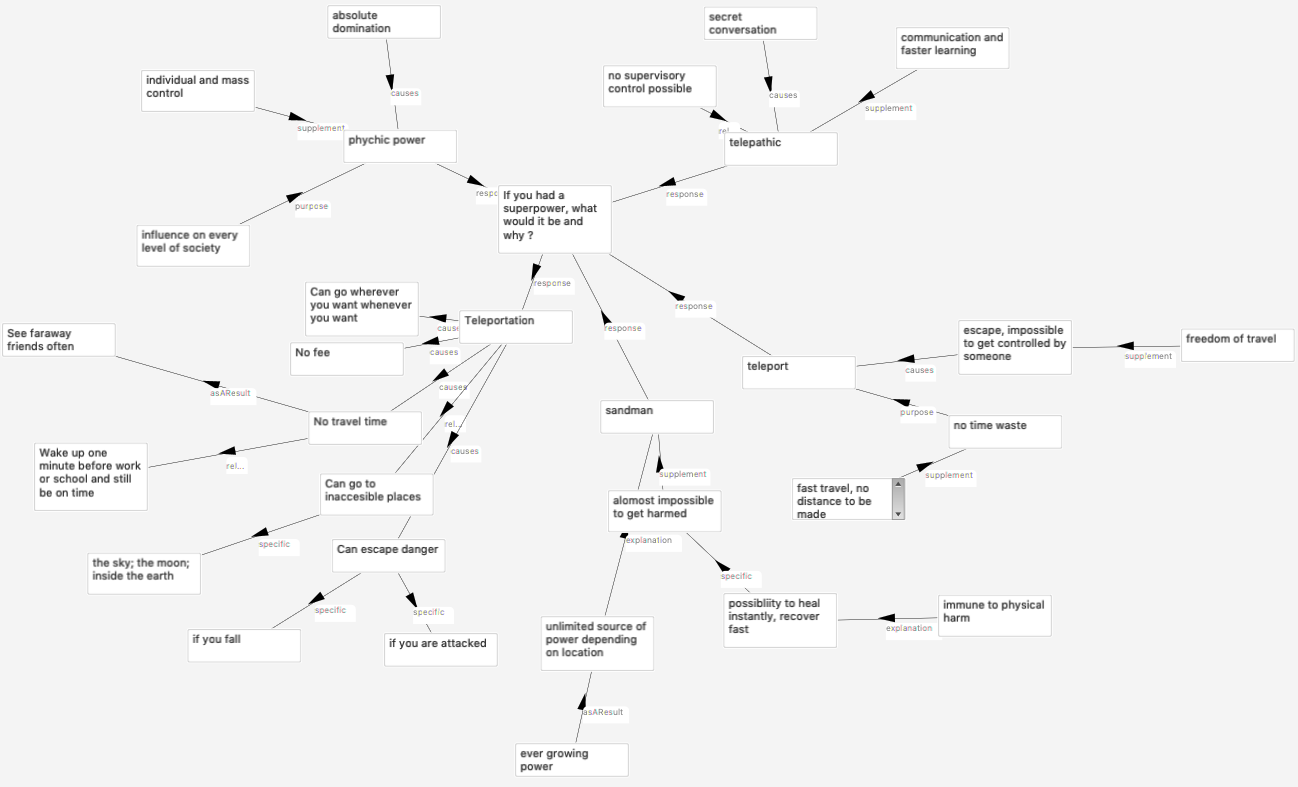 absolute
domination
secret
conversation
communication and
faster learning
individual and mass
control
no supervisory
control possible
causes
causes
supplement
supplement
rel...
phychic power
telepathic
respo
response
If you had a
superpower, what
would it be and
why ?
purpose
influence on every
level of society
response
response
response
Can go wherever
you want whenever
you want
Teleportation
cause
No fee
causes
See faraway
friends often
escape, impossible
to get controlled by
someone
freedom of travel
supplement
causes
teleport
causes
asAResult
purpose
No travel time
rel...
causes
sandman
no time waste
Wake up one
minute before work
or school and still
be on time
rel...
supplement
supplement
Can go to
inaccesible places
alomost impossible
to get harmed
fast travel, no
distance to be
made
specific
explanation
Can escape danger
the sky; the moon;
inside the earth
specific
specific
specific
possibliity to heal
instantly, recover
fast
immune to physical
harm
explanation
if you fall
if you are attacked
unlimited source of
power depending
on location
asAResult
ever growing
power